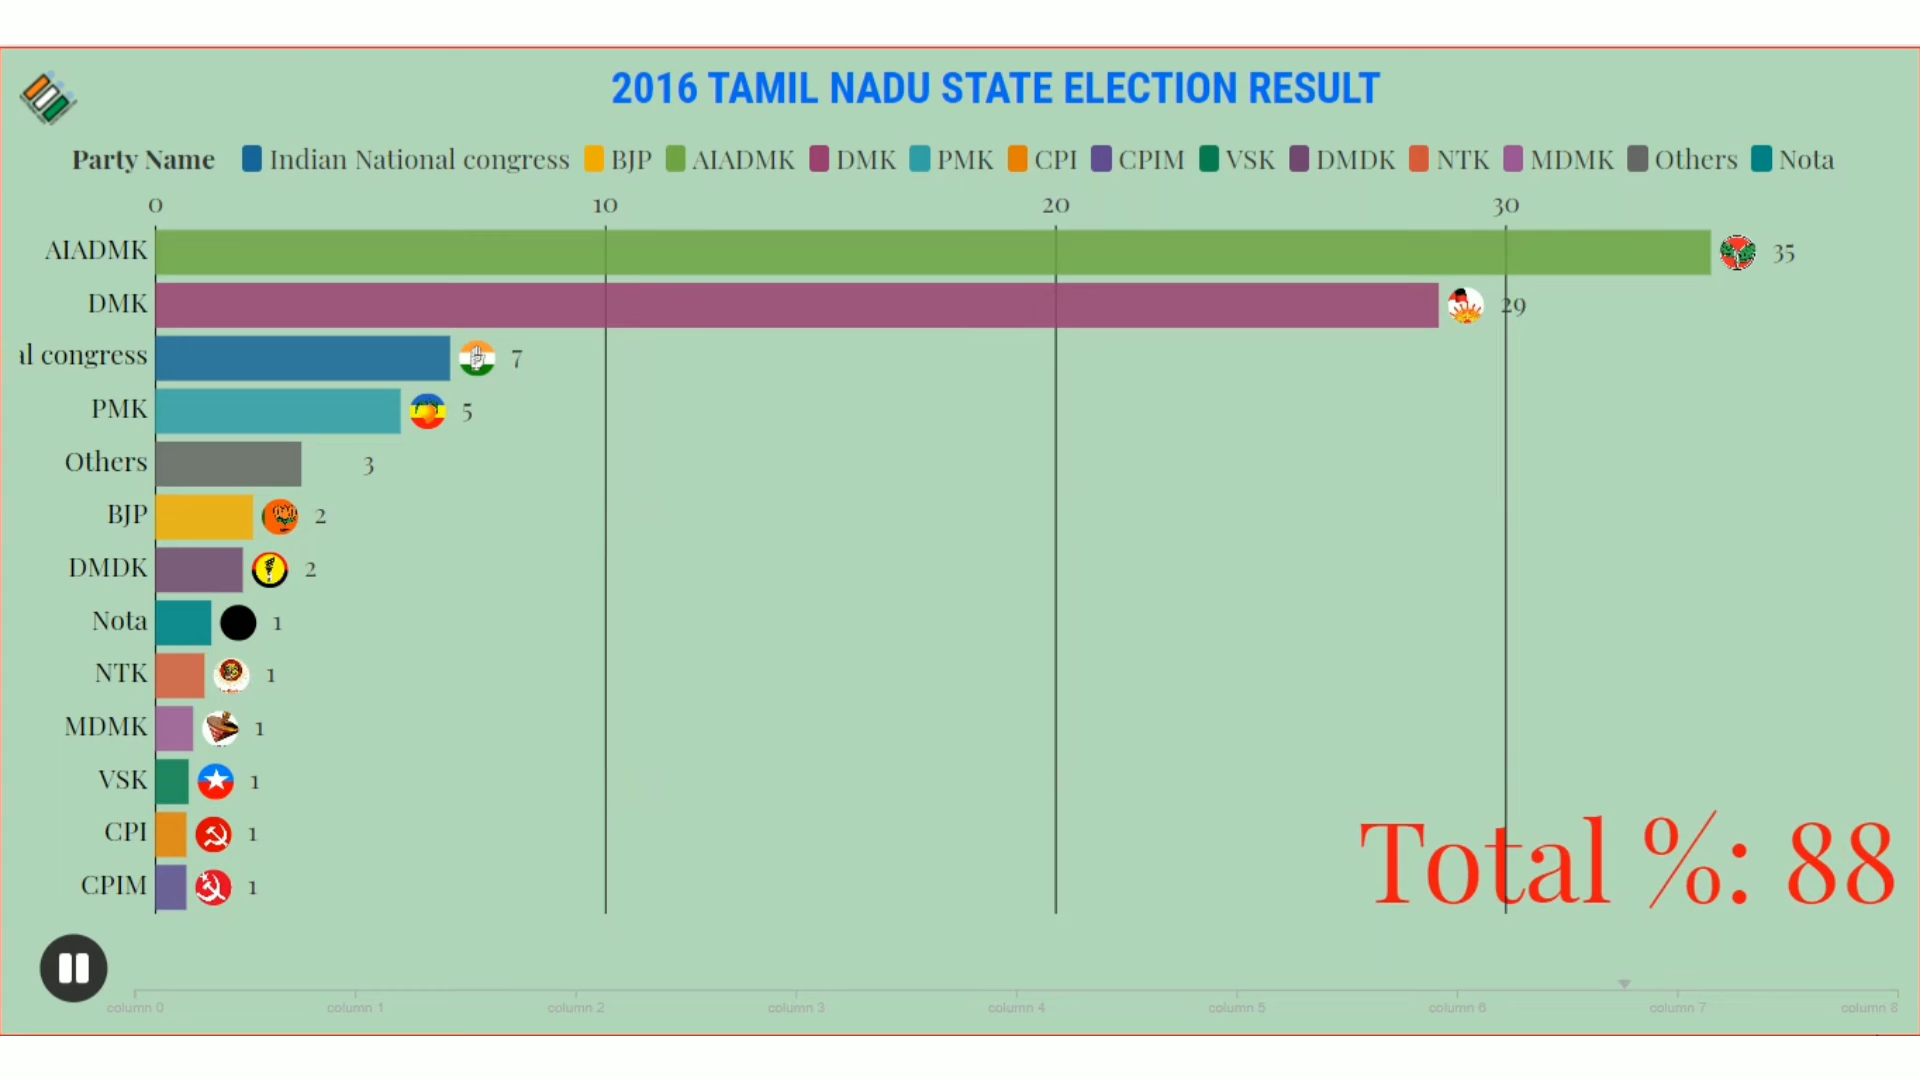 2016 TAMIL NADU STATE ELECTION RESULT
Party Name Indian National congress BJP AIADMK DMK PMK CPI CPIM VSK DMDK NTK MDMK Others Nota
0 10 20 30
AIADMK 35
DMK 29
al congress 7
PMK 5
Others 3
BJP 2
DMDK 2
Nota 1
NTK 1
MDMK 1
VSK 1
CPI 1
CPIM 1
Total %: 88
column 0 column 1 column 2 column 3 column 4 column 5 column 6 column 7 column 8